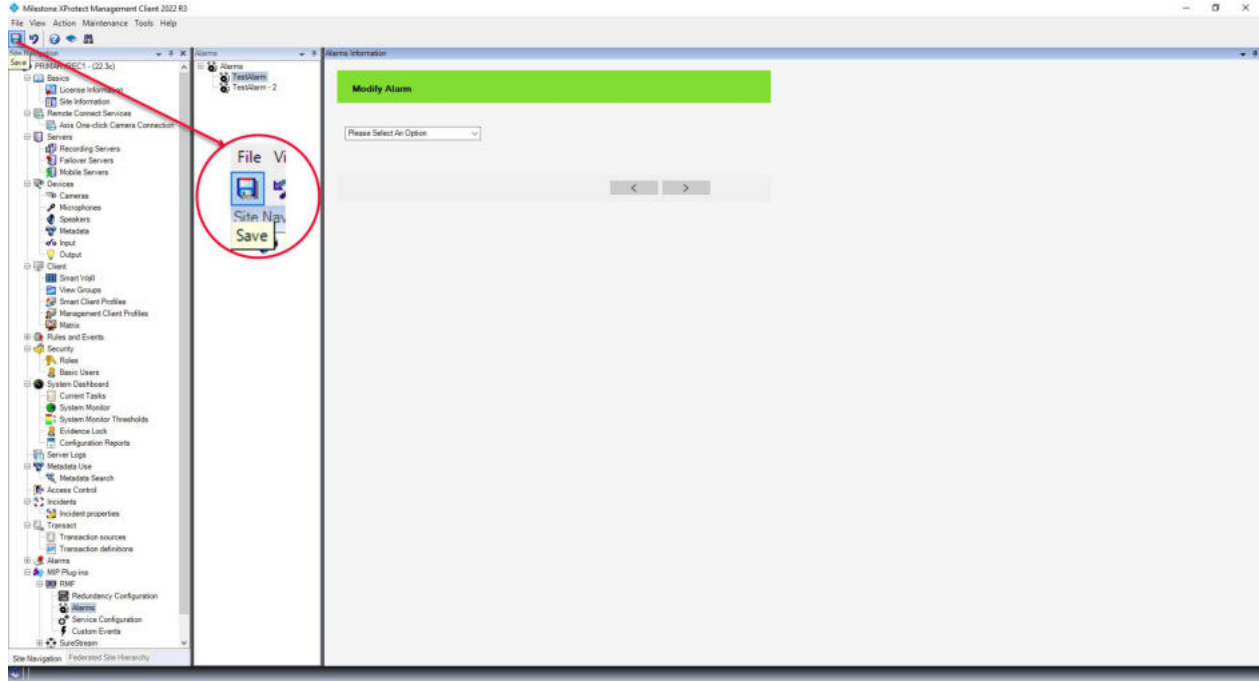 Milestone XProtect Management Client 2022 R3
File View Action Maintenance Tools Help
Save
PRIMARYREC1 - (22.3c)
Basics
License Information
Site Information
Remote Connect Services
Axis One-click Camera Connection
Servers
Recording Servers
Failover Servers
Mobile Servers
Devices
Cameras
Microphones
Speakers
Metadata
Input
Output
Client
Smart Wall
View Groups
Smart Client Profiles
Management Client Profiles
Matrix
Rules and Events
Security
Roles
Basic Users
System Dashboard
Current Tasks
System Monitor
System Monitor Thresholds
Evidence Lock
Configuration Reports
Server Logs
Metadata Use
Metadata Search
Access Control
Incidents
Incident properties
Transact
Transaction sources
Transaction definitions
Alarms
MIP Plug-ins
RMF
Redundancy Configuration
Alarms
Service Configuration
Custom Events
SureStream
Site Navigation Federated Site Hierarchy
Alarms
Alarms
TestAlarm
TestAlarm - 2
File Vi
Site Nav
Save
Alarms Information
Modify Alarm
Please Select An Option
< >